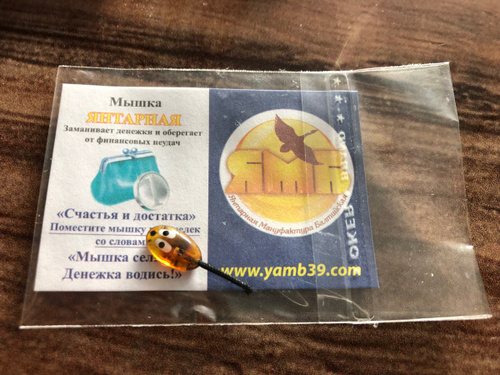 Мышка
ЯНТАРНАЯ
Заманивает денежки и оберегает
от финансовых неудач
«Счастья и достатка»
Поместите мышку
со словами
«Мышка
Денежка водись!»
ЯМБ
Янтарная Мануфактура Балтийская
www.yamb39.com